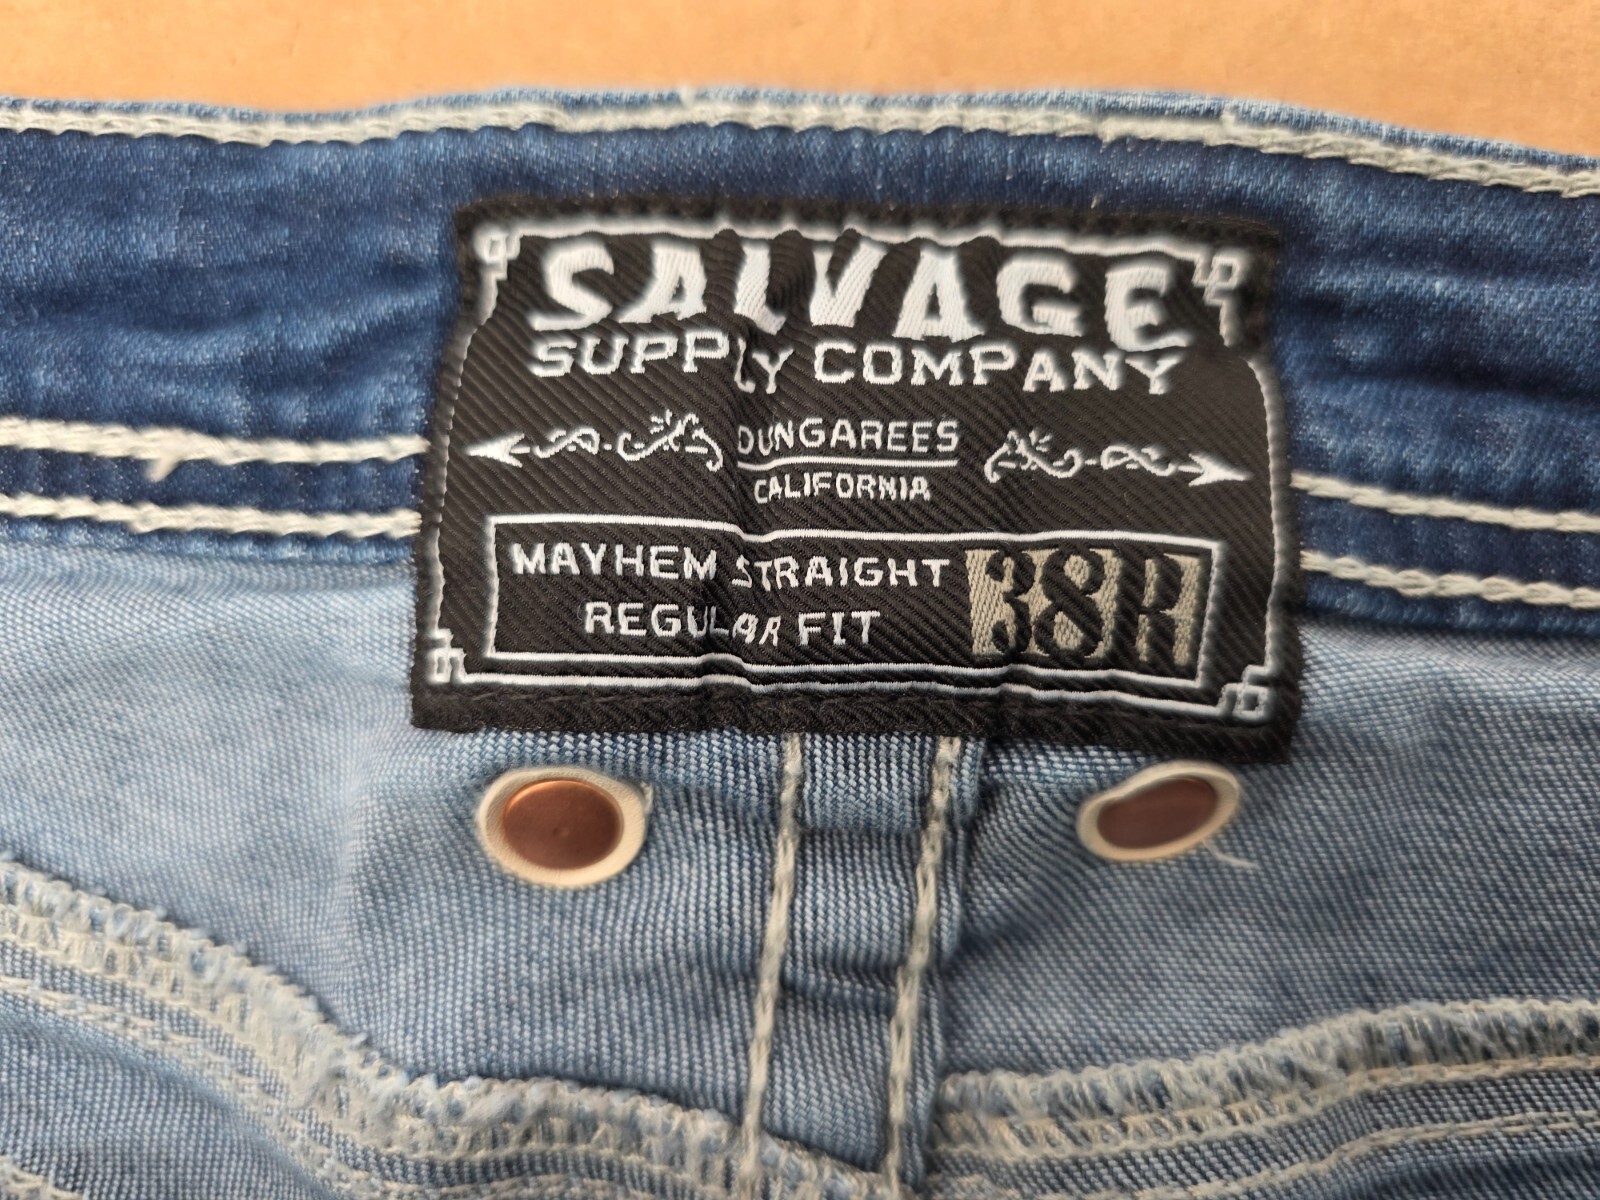 SALVAGE
SUPPLY COMPANY
DUNGAREES
CALIFORNIA
MAYHEM STRAIGHT
REGULAR FIT
38R